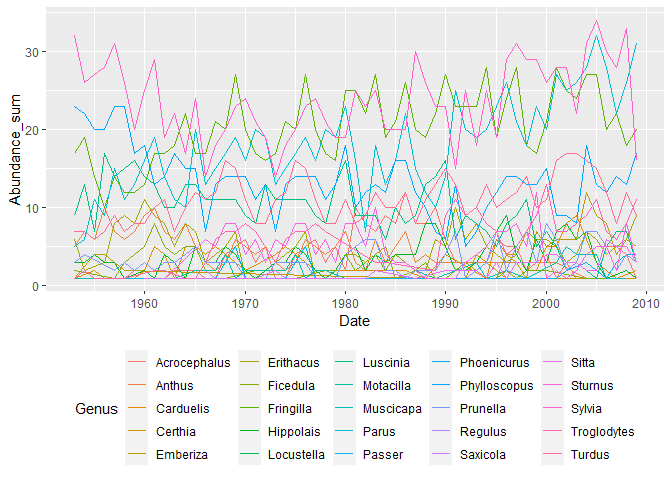 30
20
10
0
Abundance_sum
1960 1970 1980 1990 2000 2010
Date
Genus
Acrocephalus Erithacus Luscinia Phoenicurus Sitta
Anthus Ficedula Motacilla Phylloscopus Sturnus
Carduelis Fringilla Muscicapa Prunella Sylvia
Certhia Hippolais Parus Regulus Troglodytes
Emberiza Locustella Passer Saxicola Turdus